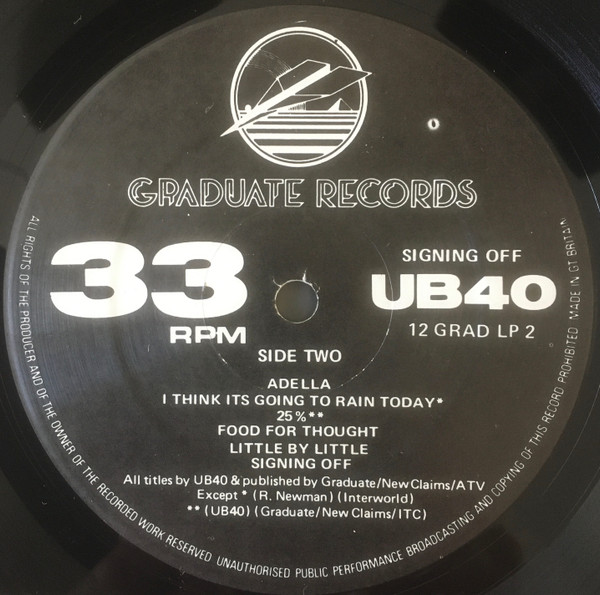 GRADUATE RECORDS
33
RPM
SIGNING OFF
UB40
12 GRAD LP 2
SIDE TWO
ADELLA
I THINK ITS GOING TO RAIN TODAY*
25%**
FOOD FOR THOUGHT
LITTLE BY LITTLE
SIGNING OFF
All titles by UB40 & published by Graduate/New Claims/ATV
Except * (R. Newman) (Interworld)
** (UB40) (Graduate/New Claims/ITC)
ALL RIGHTS OF THE PRODUCER AND OF THE OWNER OF THE RECORDED WORK RESERVED UNAUTHORISED PUBLIC PERFORMANCE BROADCASTING AND COPYING OF THIS RECORD PROHIBITED MADE IN GT BRITAIN